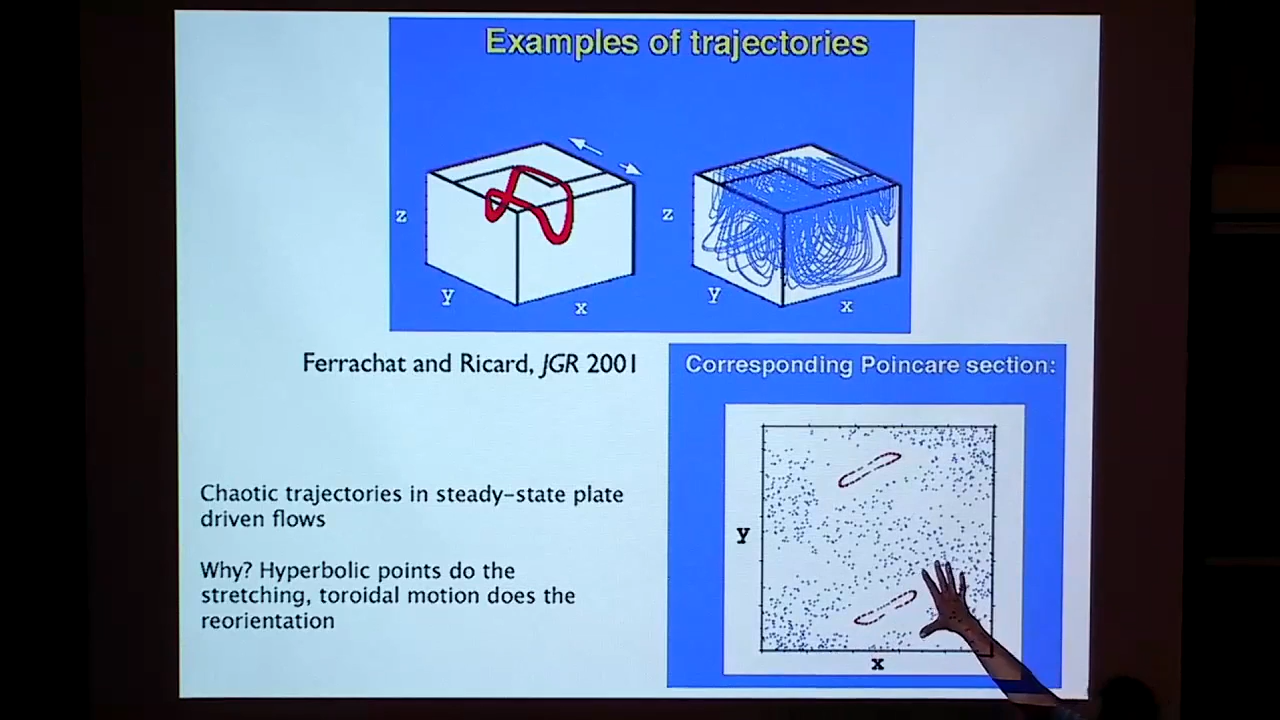 Examples of trajectories
z
y
x
z
y
x
Ferrachat and Ricard, JGR 2001
Corresponding Poincare section:
y
x
Chaotic trajectories in steady-state plate
driven flows
Why? Hyperbolic points do the
stretching, toroidal motion does the
reorientation